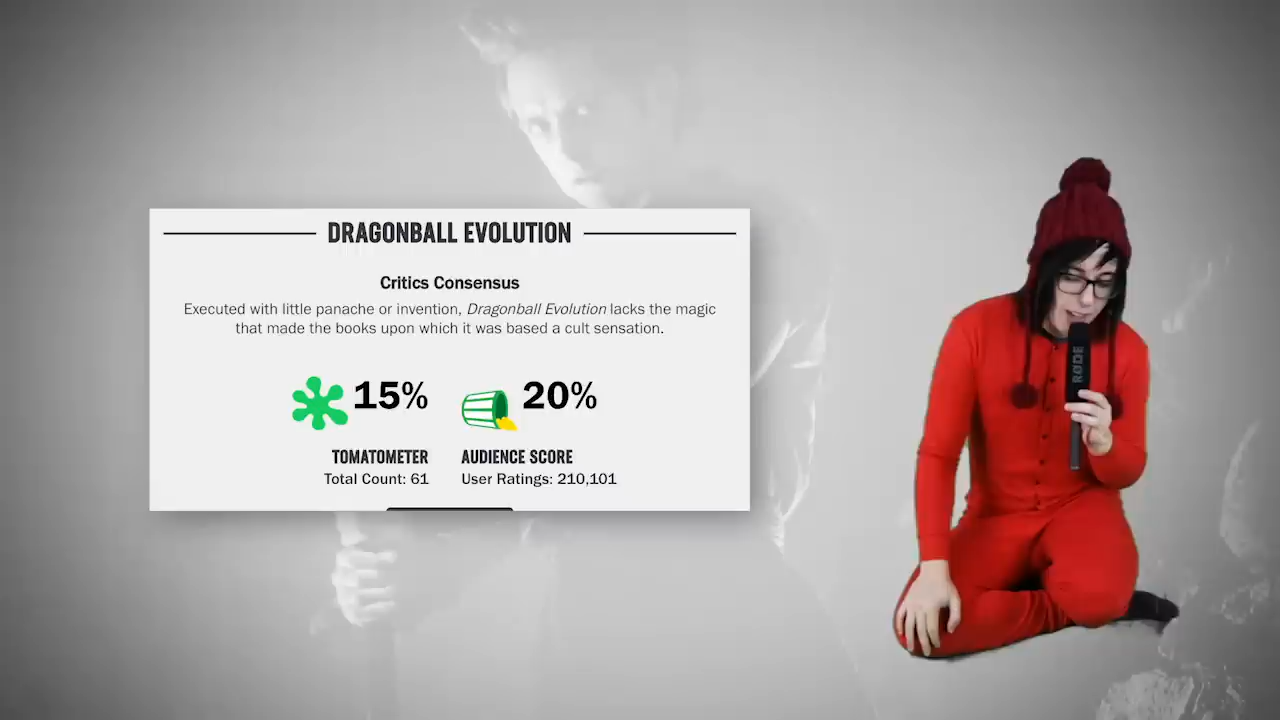 DRAGONBALL EVOLUTION
Critics Consensus
Executed with little panache or invention, Dragonball Evolution lacks the magic
that made the books upon which it was based a cult sensation.
15% 20%
TOMATOMETER AUDIENCE SCORE
Total Count: 61 User Ratings: 210,101
RØDE